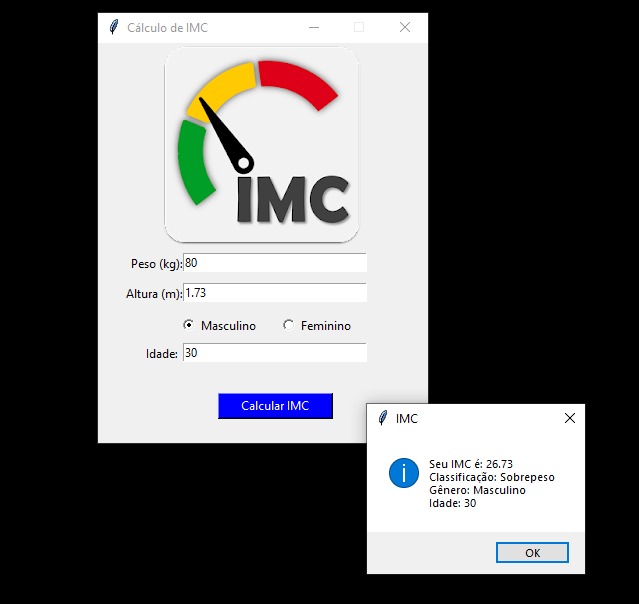 Cálculo de IMC
IMC
Peso (kg): 80
Altura (m): 1.73
Masculino Feminino
Idade: 30
Calcular IMC
IMC
Seu IMC é: 26.73
Classificação: Sobrepeso
Gênero: Masculino
Idade: 30
OK